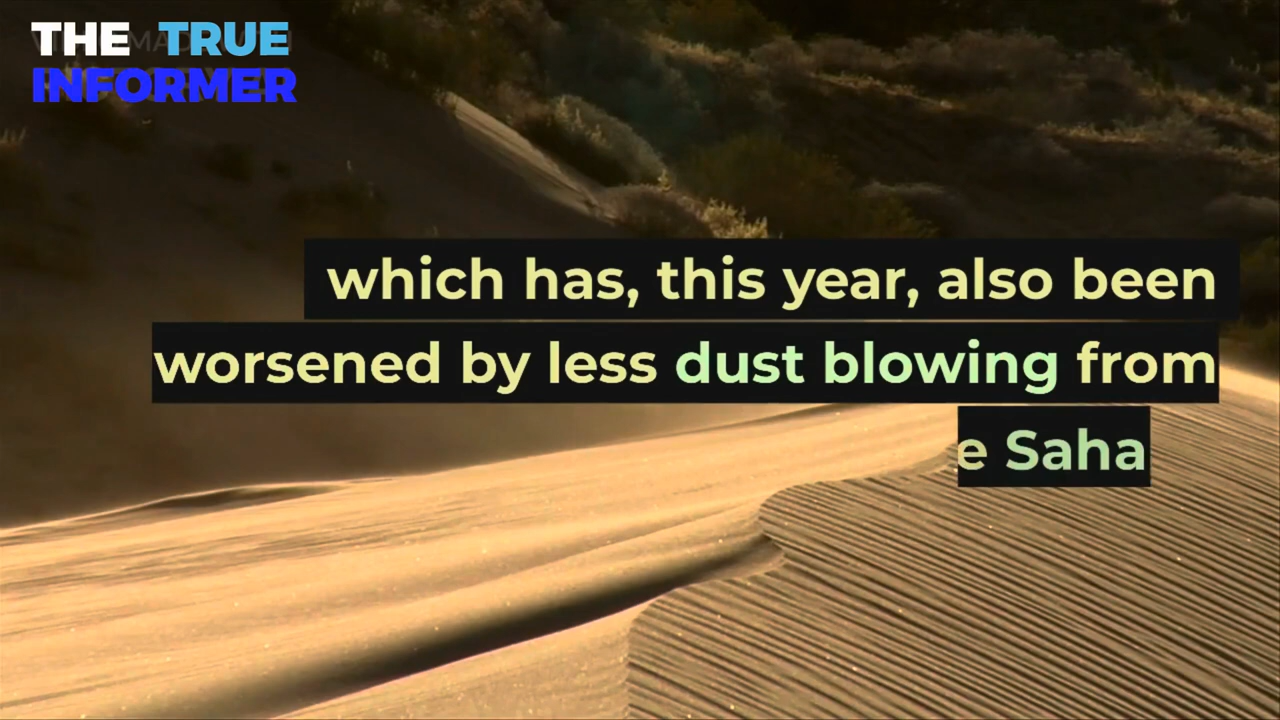 THE TRUE
INFORMER
which has, this year, also been
worsened by less dust blowing from
e Saha